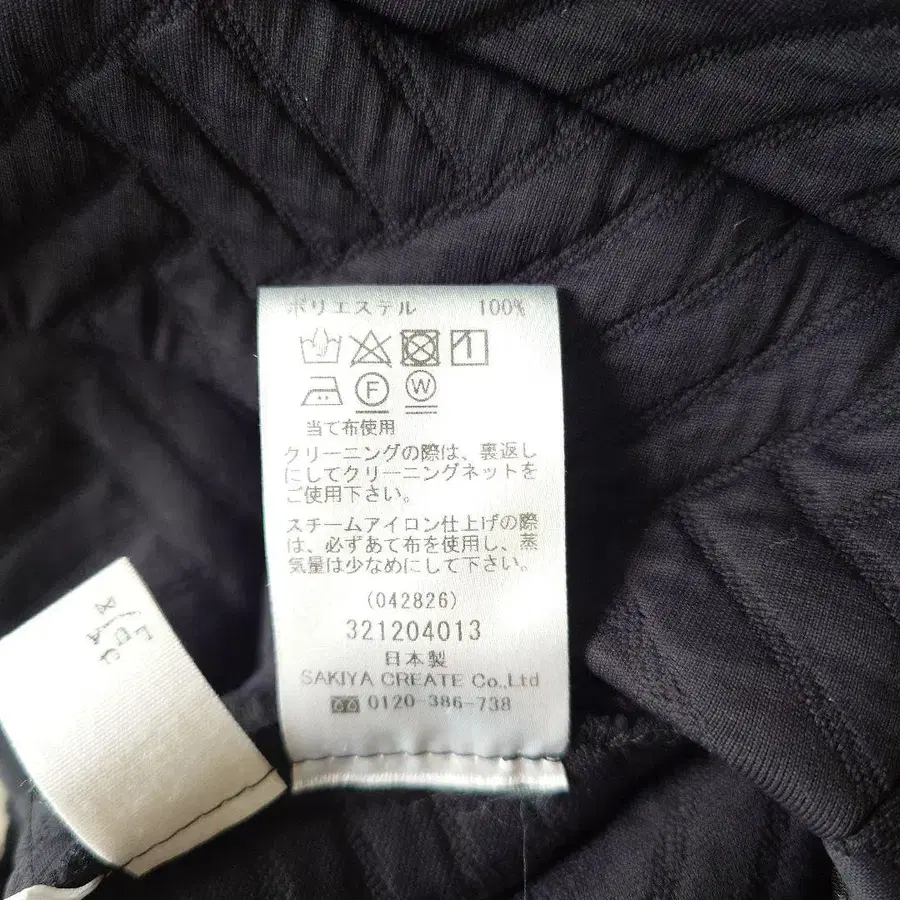 ポリエステル 100%
F W
当て布使用
クリーニングの際は、裏返し
にしてクリーニングネットを
ご使用下さい。
スチームアイロン仕上げの際
は、必ずあて布を使用し、蒸
気量は少なめにして下さい。
(042826)
321204013
日本製
SAKIYA CREATE Co.,Ltd
0120-386-738